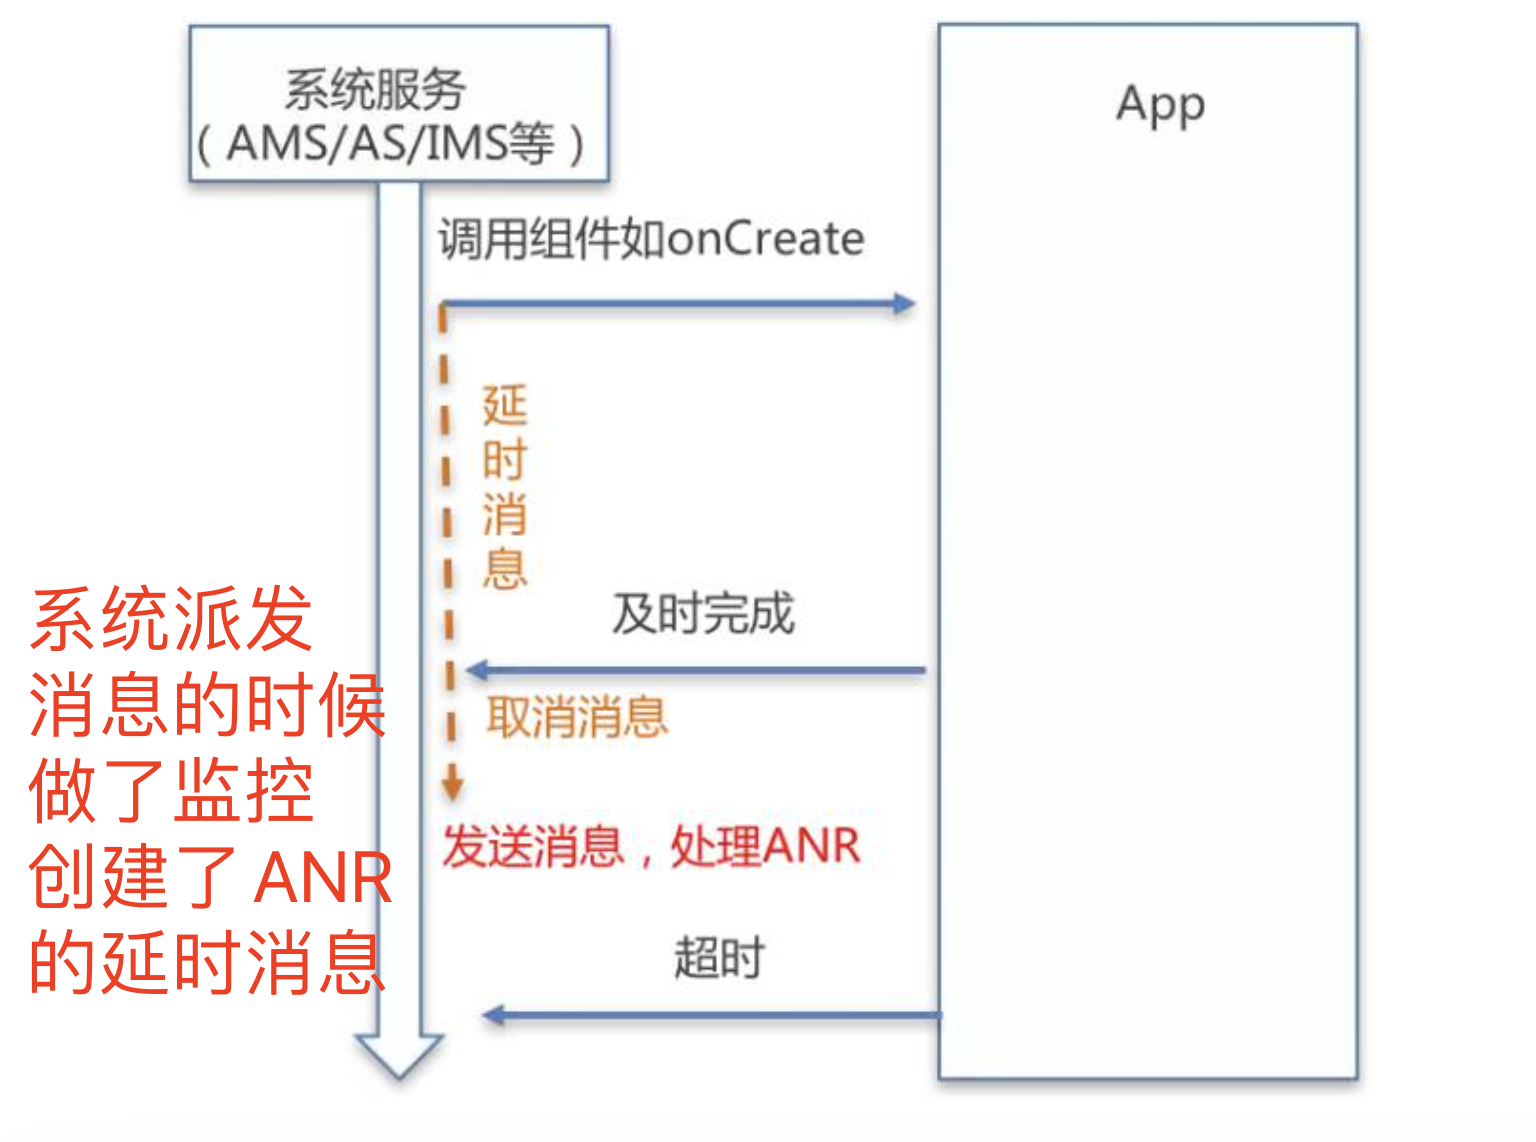 系统服务
（AMS/AS/IMS等）
App
调用组件如onCreate
延
时
消
息
及时完成
取消消息
发送消息，处理ANR
超时
系统派发
消息的时候
做了监控
创建了ANR
的延时消息